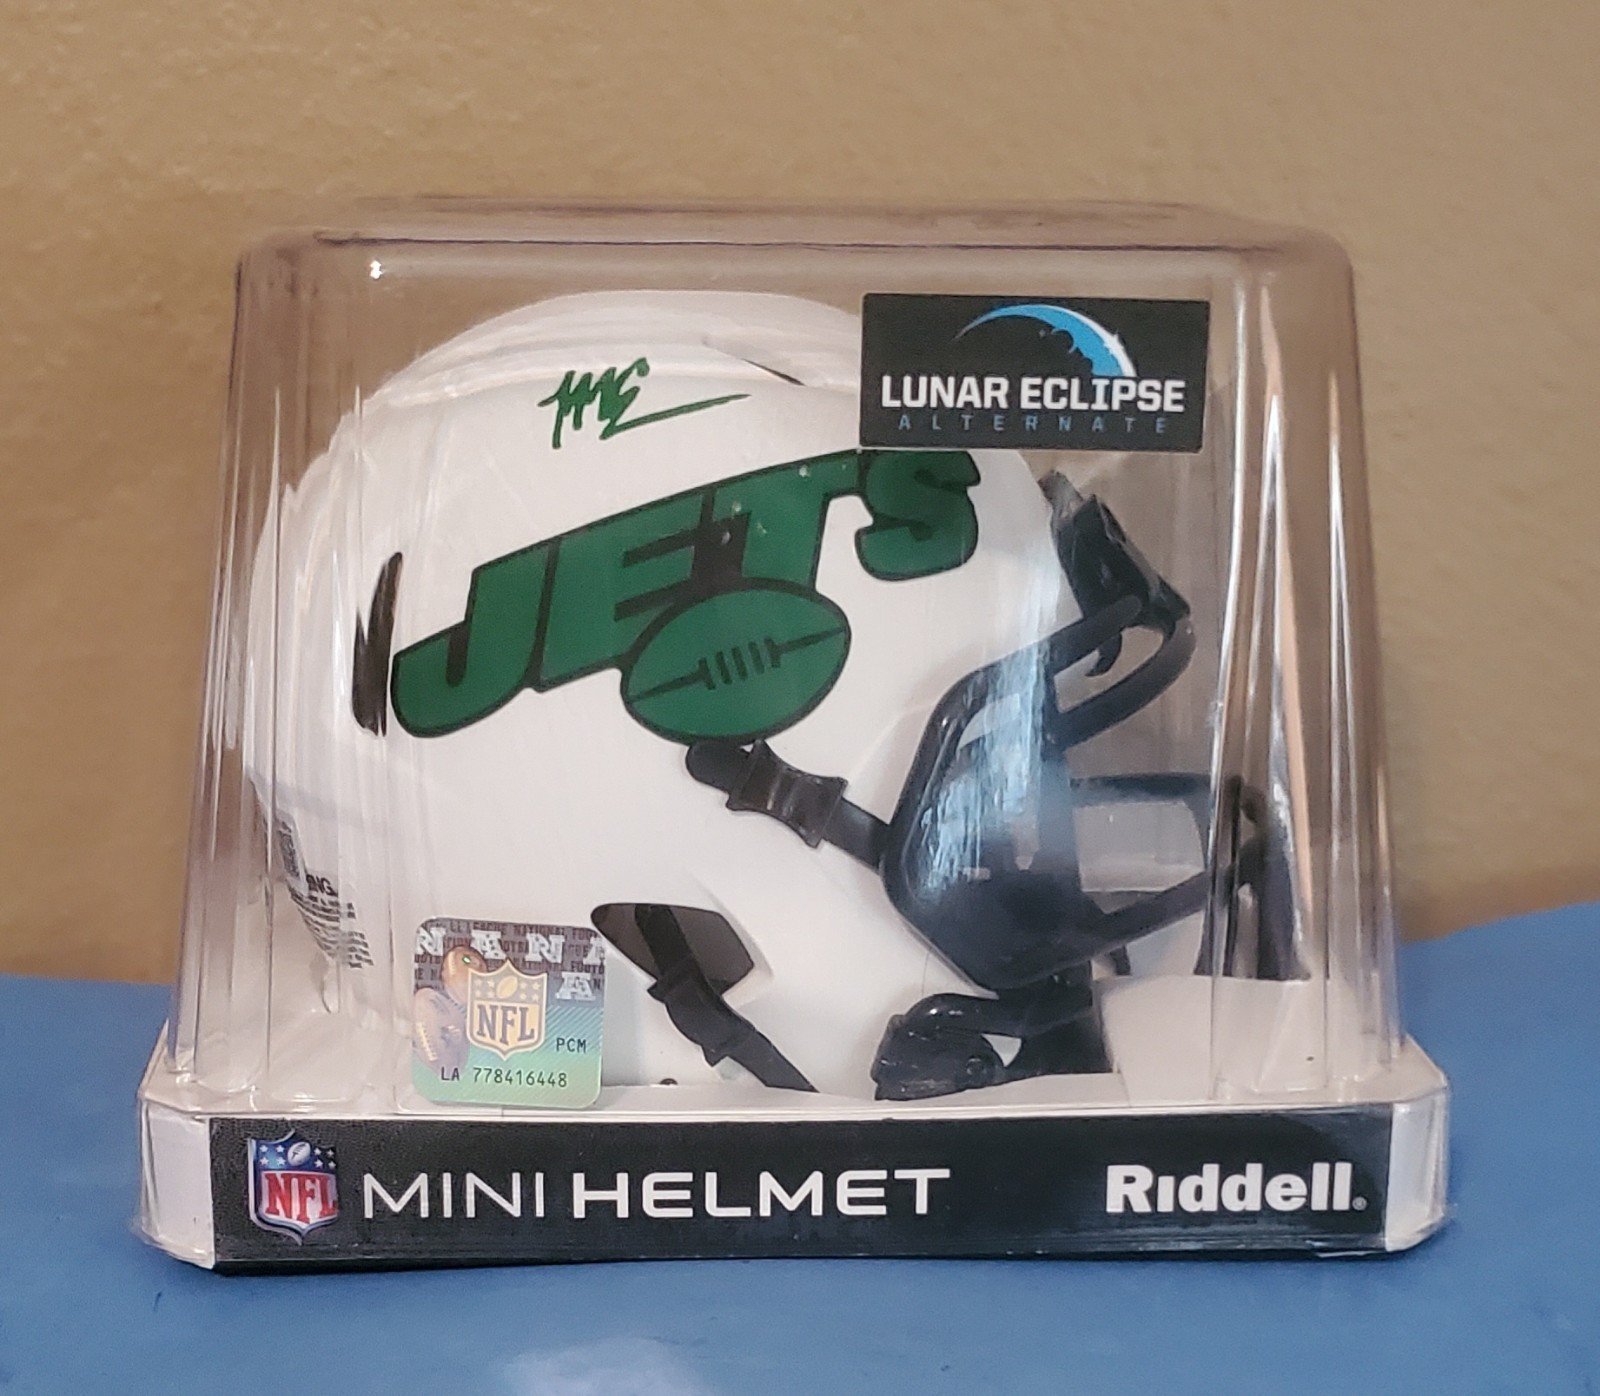 LUNAR ECLIPSE
ALTERNATE
JETS
NFL
PCM
LA 778416448
NFL MINI HELMET Riddell